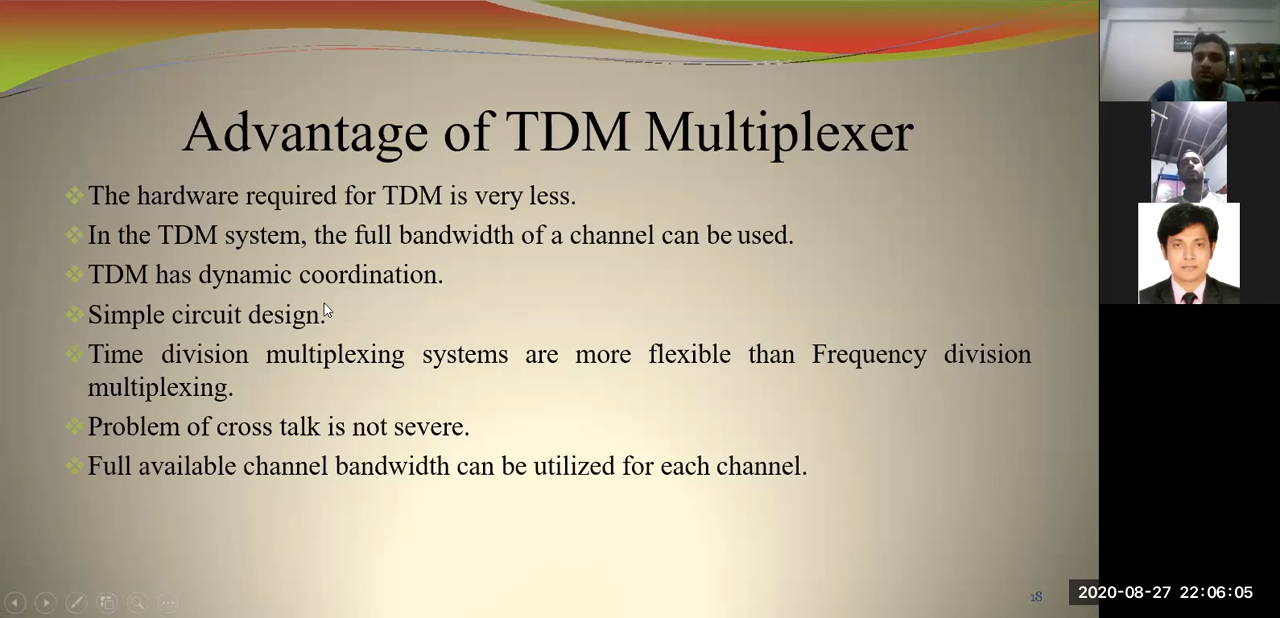 Advantage of TDM Multiplexer
The hardware required for TDM is very less.
In the TDM system, the full bandwidth of a channel can be used.
TDM has dynamic coordination.
Simple circuit design.
Time division multiplexing systems are more flexible than Frequency division
multiplexing.
Problem of cross talk is not severe.
Full available channel bandwidth can be utilized for each channel.
18
2020-08-27 22:06:05